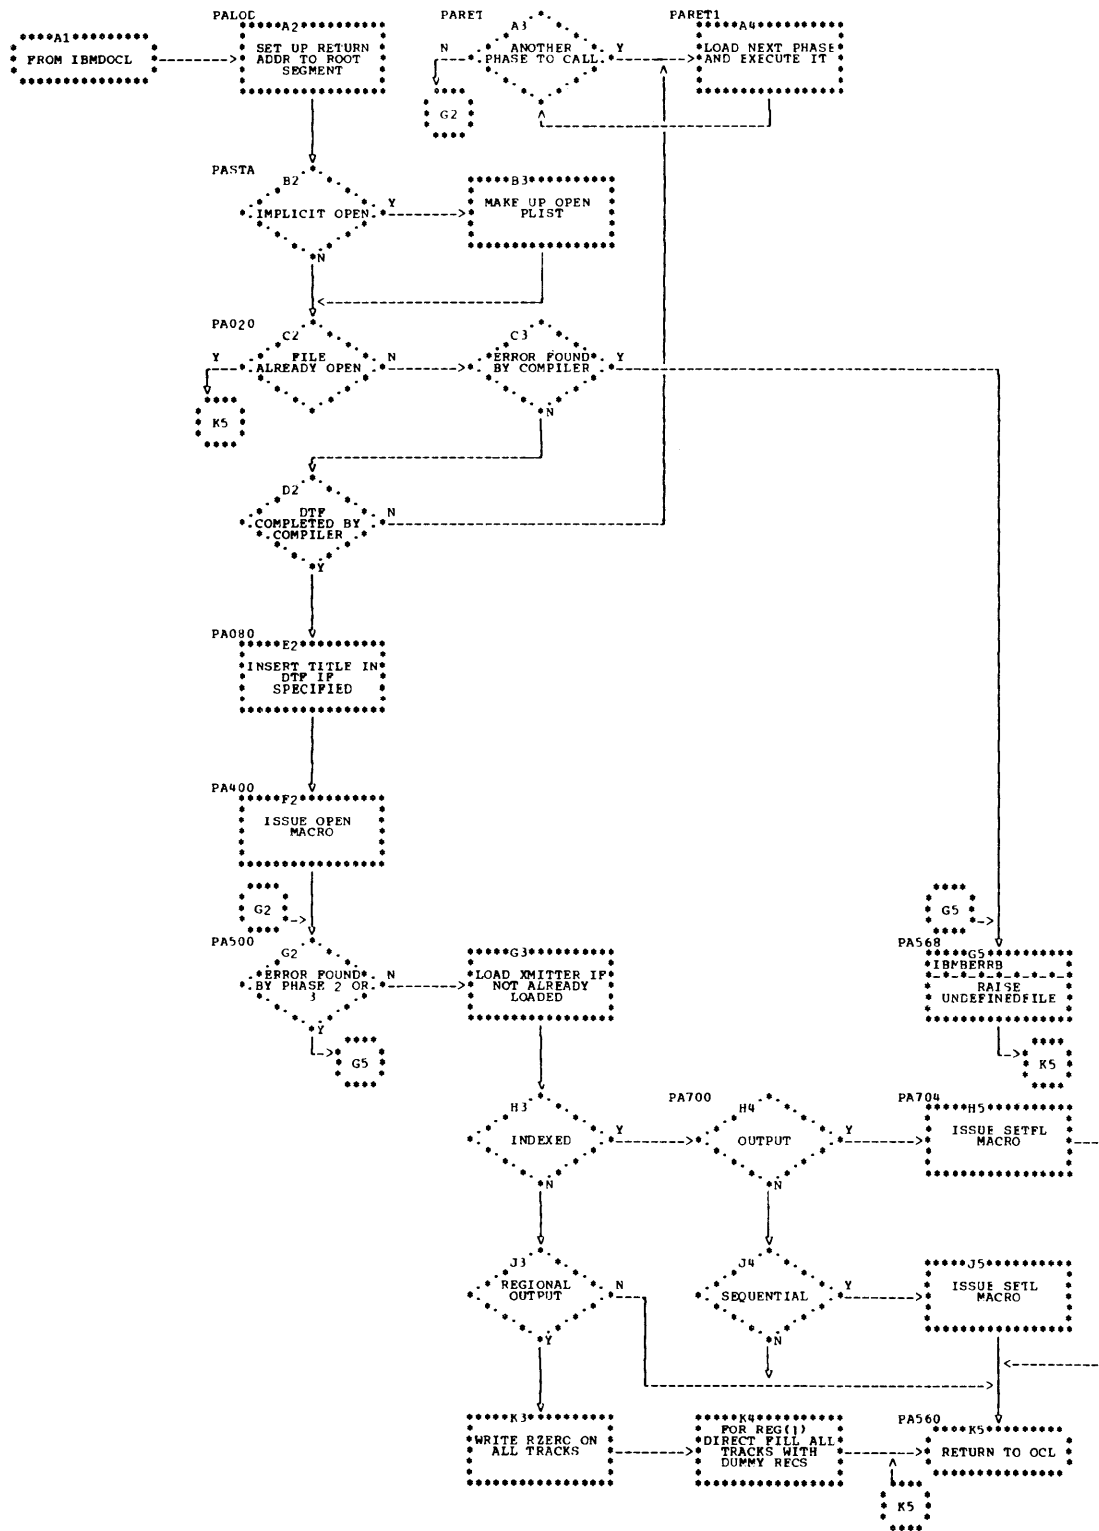 PALOD
PARET
PARET1
A1
FROM IBMDOCL
A2
SET UP RETURN
ADDR TO ROOT
SEGMENT
A3
ANOTHER
PHASE TO CALL
N
Y
A4
LOAD NEXT PHASE
AND EXECUTE IT
G2
PASTA
B2
IMPLICIT OPEN
Y
N
B3
MAKE UP OPEN
PLIST
PA020
C2
FILE
ALREADY OPEN
Y
N
C3
ERROR FOUND
BY COMPILER
Y
N
K5
D2
DTF
COMPLETED BY
COMPILER
N
Y
PA080
E2
INSERT TITLE IN
DTF IF
SPECIFIED
PA400
F2
ISSUE OPEN
MACRO
G2
G5
PA500
G2
ERROR FOUND
BY PHASE 2 OR
3
N
Y
G3
LOAD XMITTER IF
NOT ALREADY
LOADED
PA568
G5
IBMBERRB
RAISE
UNDEFINEDFILE
G5
K5
H3
INDEXED
Y
N
PA700
H4
OUTPUT
Y
N
PA704
H5
ISSUE SETFL
MACRO
J3
REGIONAL
OUTPUT
N
Y
J4
SEQUENTIAL
Y
N
J5
ISSUE SETL
MACRO
K3
WRITE RZERO ON
ALL TRACKS
K4
FOR REG(1)
DIRECT FILL ALL
TRACKS WITH
DUMMY RECS
PA560
K5
RETURN TO OCL
K5